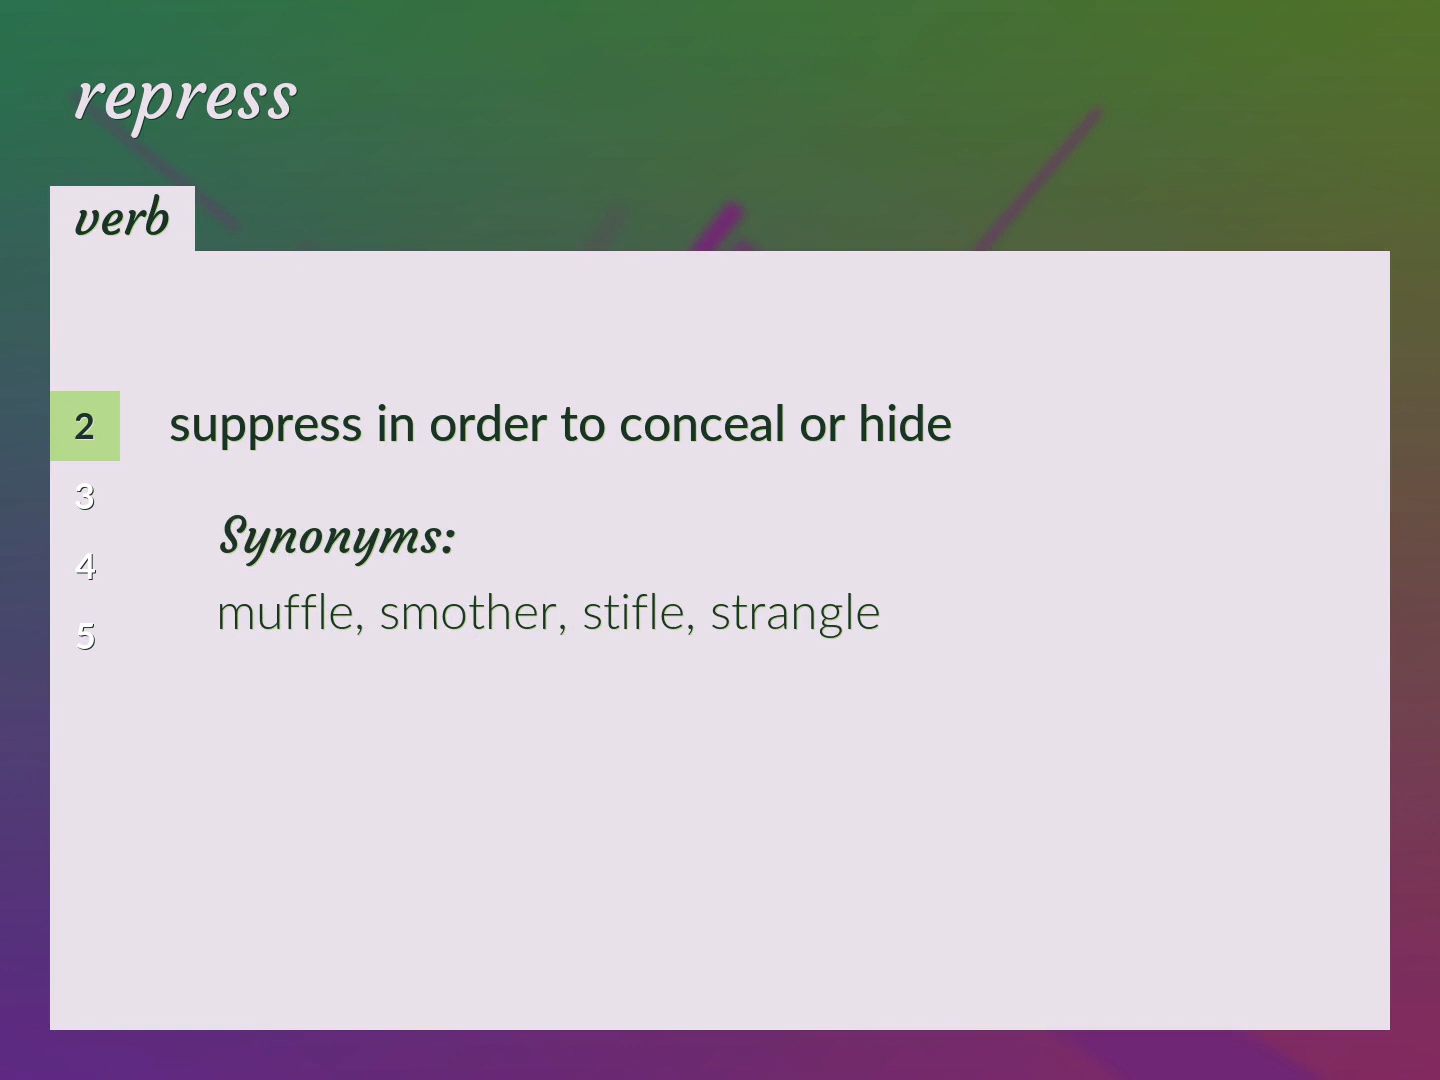 repress
verb
2 suppress in order to conceal or hide
3
Synonyms:
4
muffle, smother, stifle, strangle
5